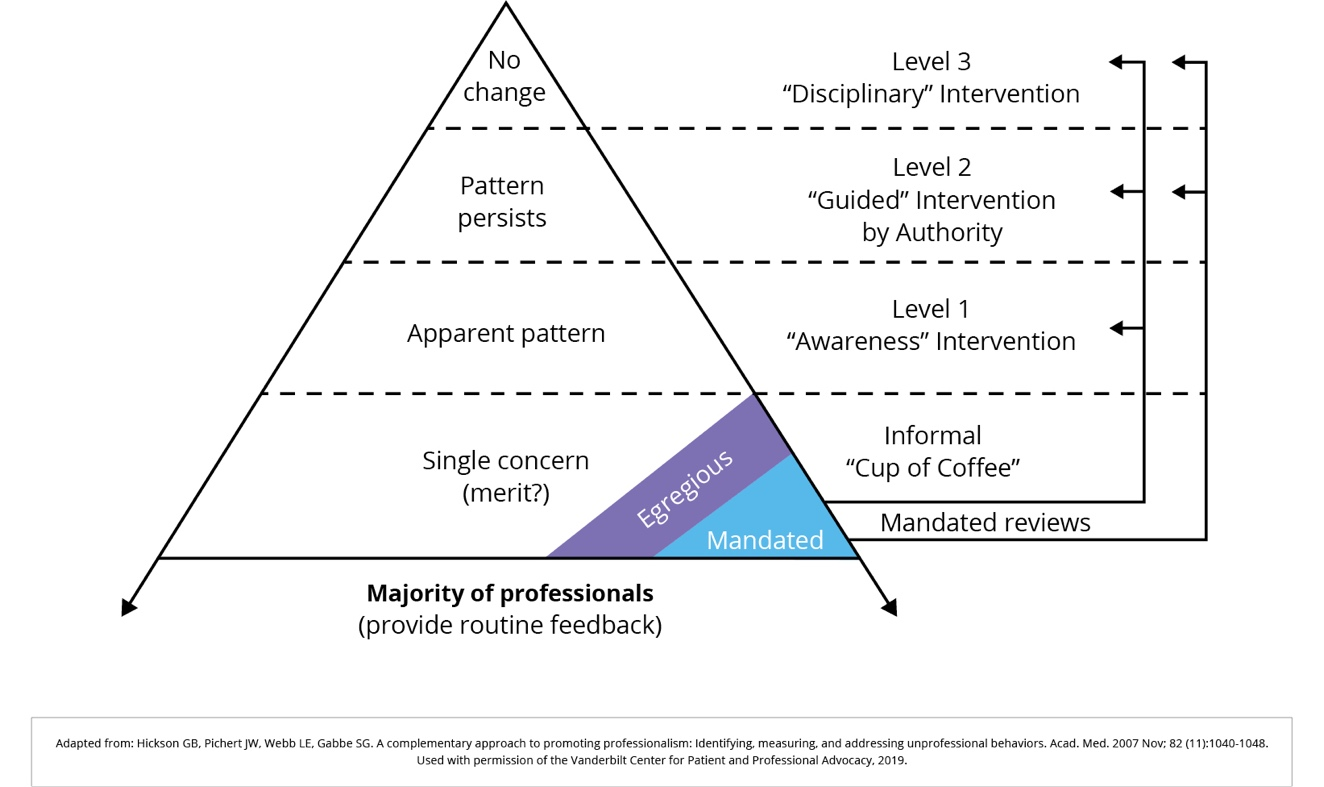 No
change
Level 3
“Disciplinary” Intervention
Pattern
persists
Level 2
“Guided” Intervention
by Authority
Apparent pattern
Level 1
“Awareness” Intervention
Single concern
(merit?)
Egregious
Mandated
Informal
“Cup of Coffee”
Mandated reviews
Majority of professionals
(provide routine feedback)
Adapted from: Hickson GB, Pichert JW, Webb LE, Gabbe SG. A complementary approach to promoting professionalism: Identifying, measuring, and addressing unprofessional behaviors. Acad. Med. 2007 Nov; 82 (11):1040-1048.
Used with permission of the Vanderbilt Center for Patient and Professional Advocacy, 2019.